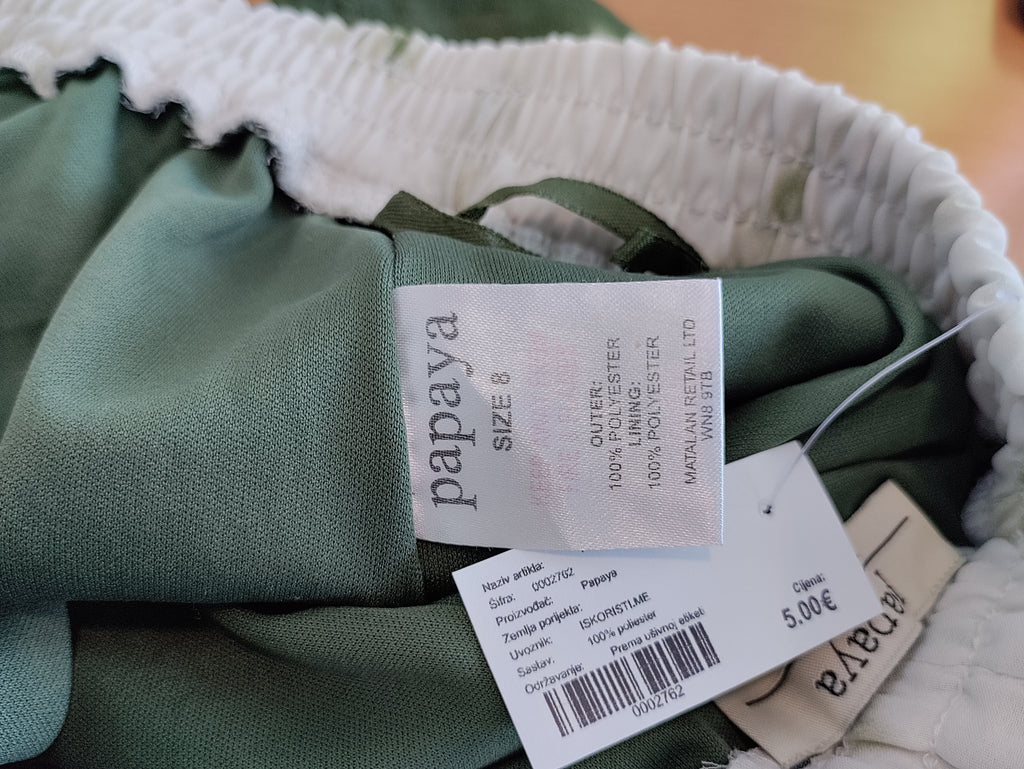 papaya
SIZE 8
OUTER:
100% POLYESTER
LINING:
100% POLYESTER
MATALAN RETAIL LTD
WN8 9TB
Naziv artikla:
Šifra: 0002762
Proizvođač: Papaya
Zemlja porijekla:
Uvoznik: ISKORISTI.ME
Sastav: 100% poliester
Održavanje: Prema ušivnoj etiketi
0002762
Cijena:
5.00€
papaya